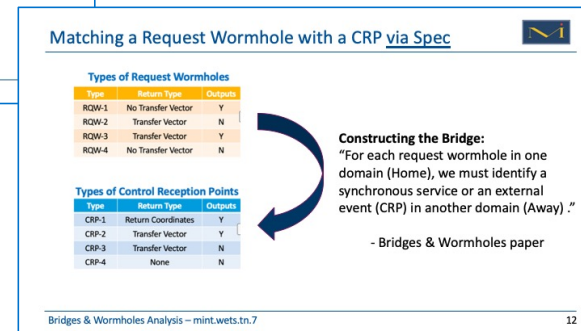 Matching a Request Wormhole with a CRP via Spec
Types of Request Wormholes
Type Return Type Outputs
RQW-1 No Transfer Vector Y
RQW-2 Transfer Vector N
RQW-3 Transfer Vector Y
RQW-4 No Transfer Vector N
Types of Control Reception Points
Type Return Type Outputs
CRP-1 Return Coordinates Y
CRP-2 Transfer Vector Y
CRP-3 Transfer Vector N
CRP-4 None N
Constructing the Bridge:
“For each request wormhole in one
domain (Home), we must identify a
synchronous service or an external
event (CRP) in another domain (Away) .”
- Bridges & Wormholes paper
Bridges & Wormholes Analysis – mint.wets.tn.7
12